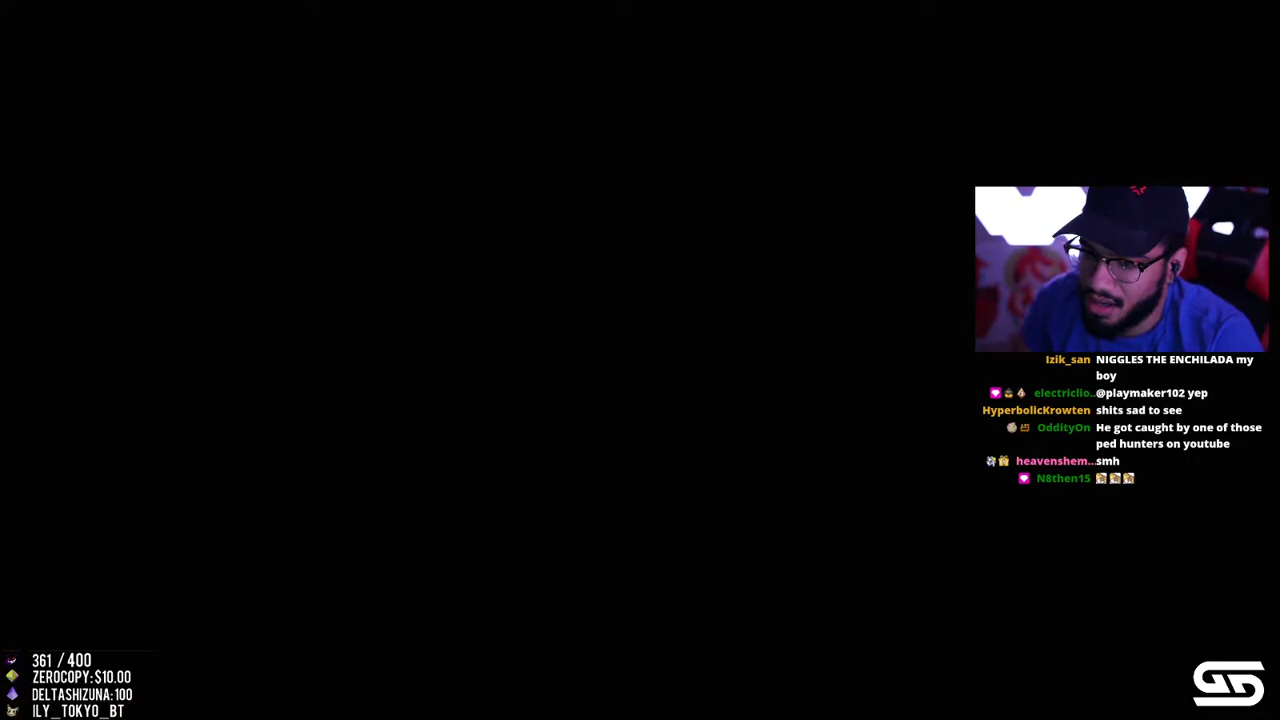 Izik_san NIGGLES THE ENCHILADA my
boy
electriclio.. @playmaker102 yep
HyperbolicKrowten shits sad to see
OddityOn He got caught by one of those
ped hunters on youtube
heavenshem... smh
N8then15
361 / 400
ZEROCOPY:$10.00
DELTASHIZUNA:100
ILY_TOKYO_BT